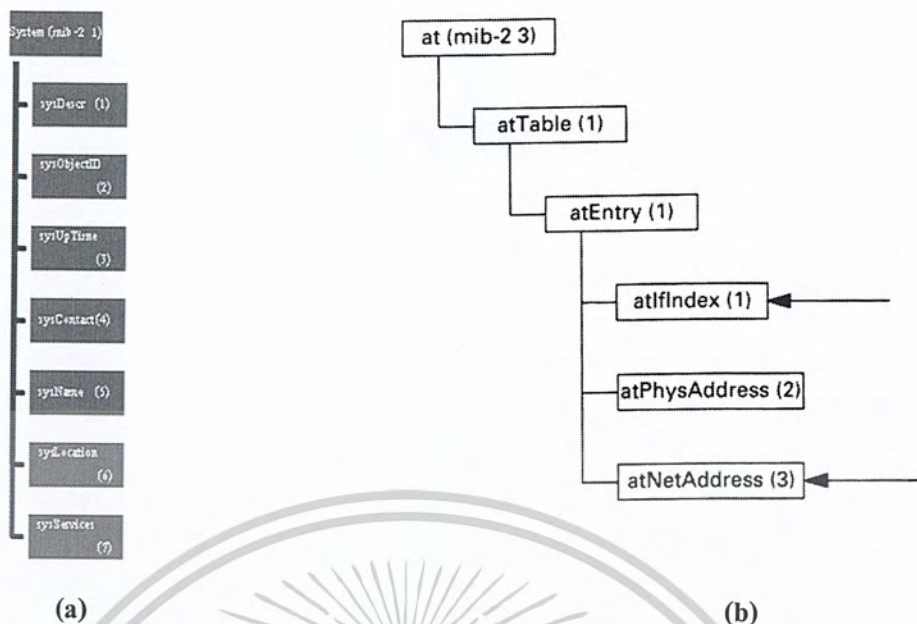 System (mib-2 1)
sysDescr (1)
sysObjectID
(2)
sysUpTime
(3)
sysContact(4)
sysName (5)
sysLocation
(6)
sysServices
(7)
(a)
at (mib-2 3)
atTable (1)
atEntry (1)
atIfIndex (1)
atPhysAddress (2)
atNetAddress (3)
(b)